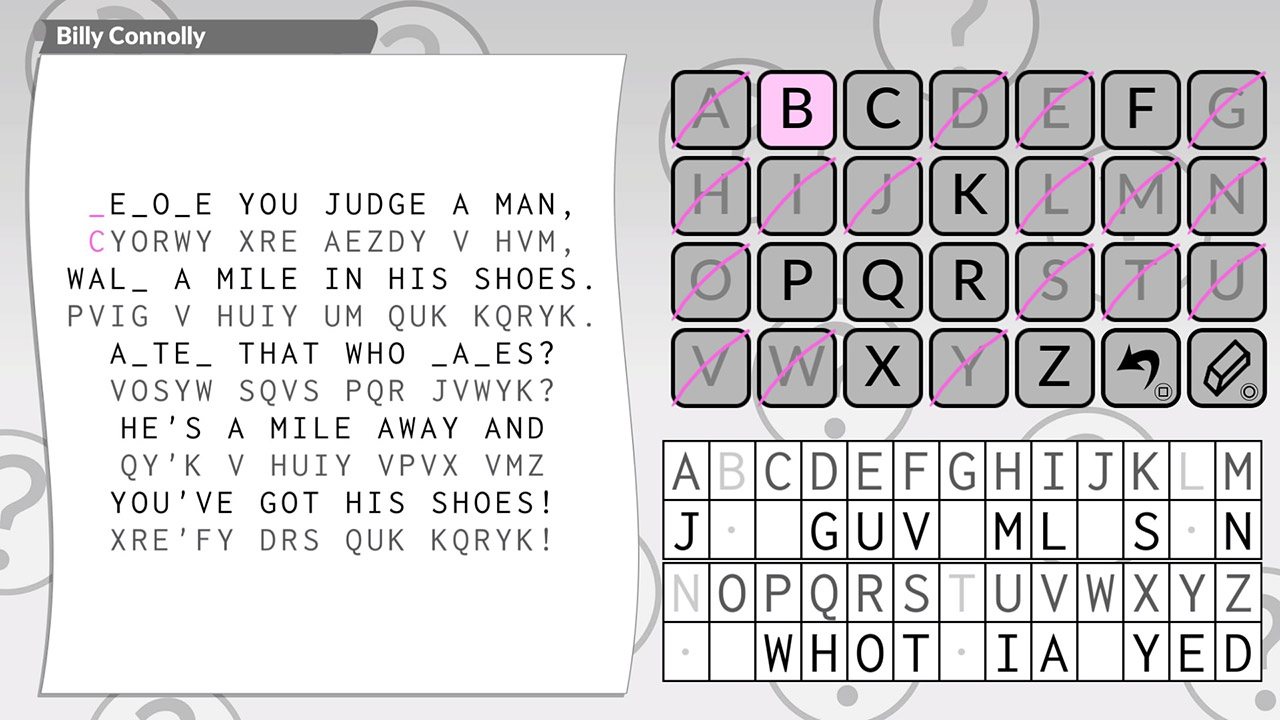 Billy Connolly
_E_O_E YOU JUDGE A MAN,
CYORWY XRE AEZDY V HVM,
WAL_ A MILE IN HIS SHOES.
PVIG V HUIY UM QUK KQRYK.
A_TE_ THAT WHO _A_ES?
VOSYW SQVS PQR JVWYK?
HE'S A MILE AWAY AND
QY'K V HUIY VPVX VMZ
YOU'VE GOT HIS SHOES!
XRE'FY DRS QUK KQRYK!
A B C D E F G
H I J K L M N
O P Q R S T U
V W X Y Z
A B C D E F G H I J K L M
J · G U V M L S · N
N O P Q R S T U V W X Y Z
· W H O T · I A Y E D